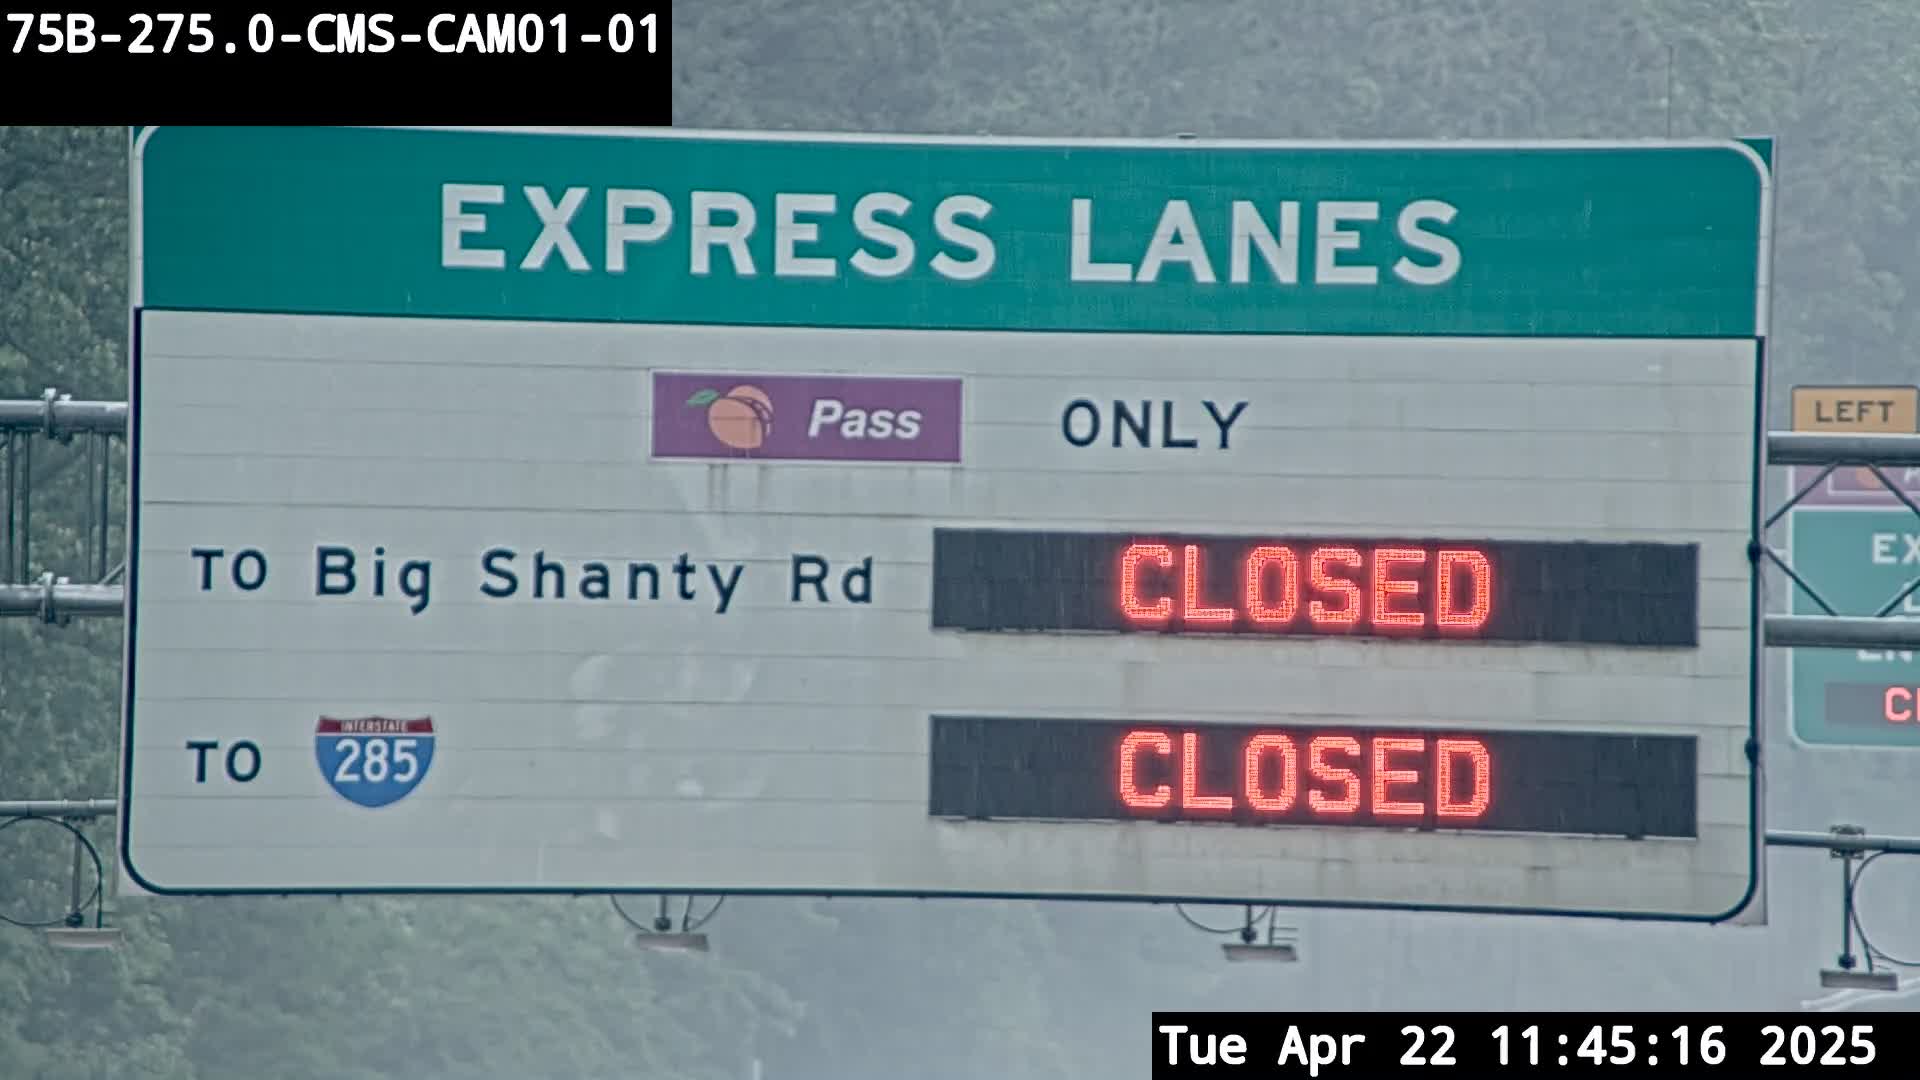 75B-275.0-CMS-CAM01-01
EXPRESS LANES
Pass ONLY
TO Big Shanty Rd CLOSED
TO INTERSTATE 285 CLOSED
LEFT
Tue Apr 22 11:45:16 2025